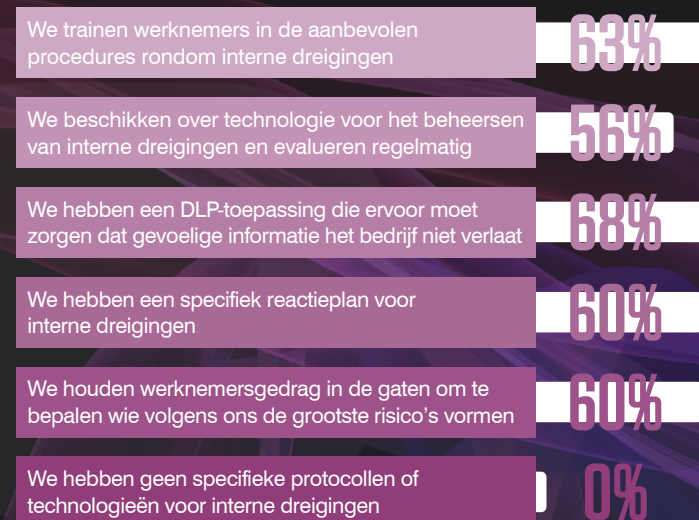 We trainen werknemers in de aanbevolen
procedures rondom interne dreigingen
63%
We beschikken over technologie voor het beheersen
van interne dreigingen en evalueren regelmatig
56%
We hebben een DLP-toepassing die ervoor moet
zorgen dat gevoelige informatie het bedrijf niet verlaat
68%
We hebben een specifiek reactieplan voor
interne dreigingen
60%
We houden werknemersgedrag in de gaten om te
bepalen wie volgens ons de grootste risico’s vormen
60%
We hebben geen specifieke protocollen of
technologieën voor interne dreigingen
0%